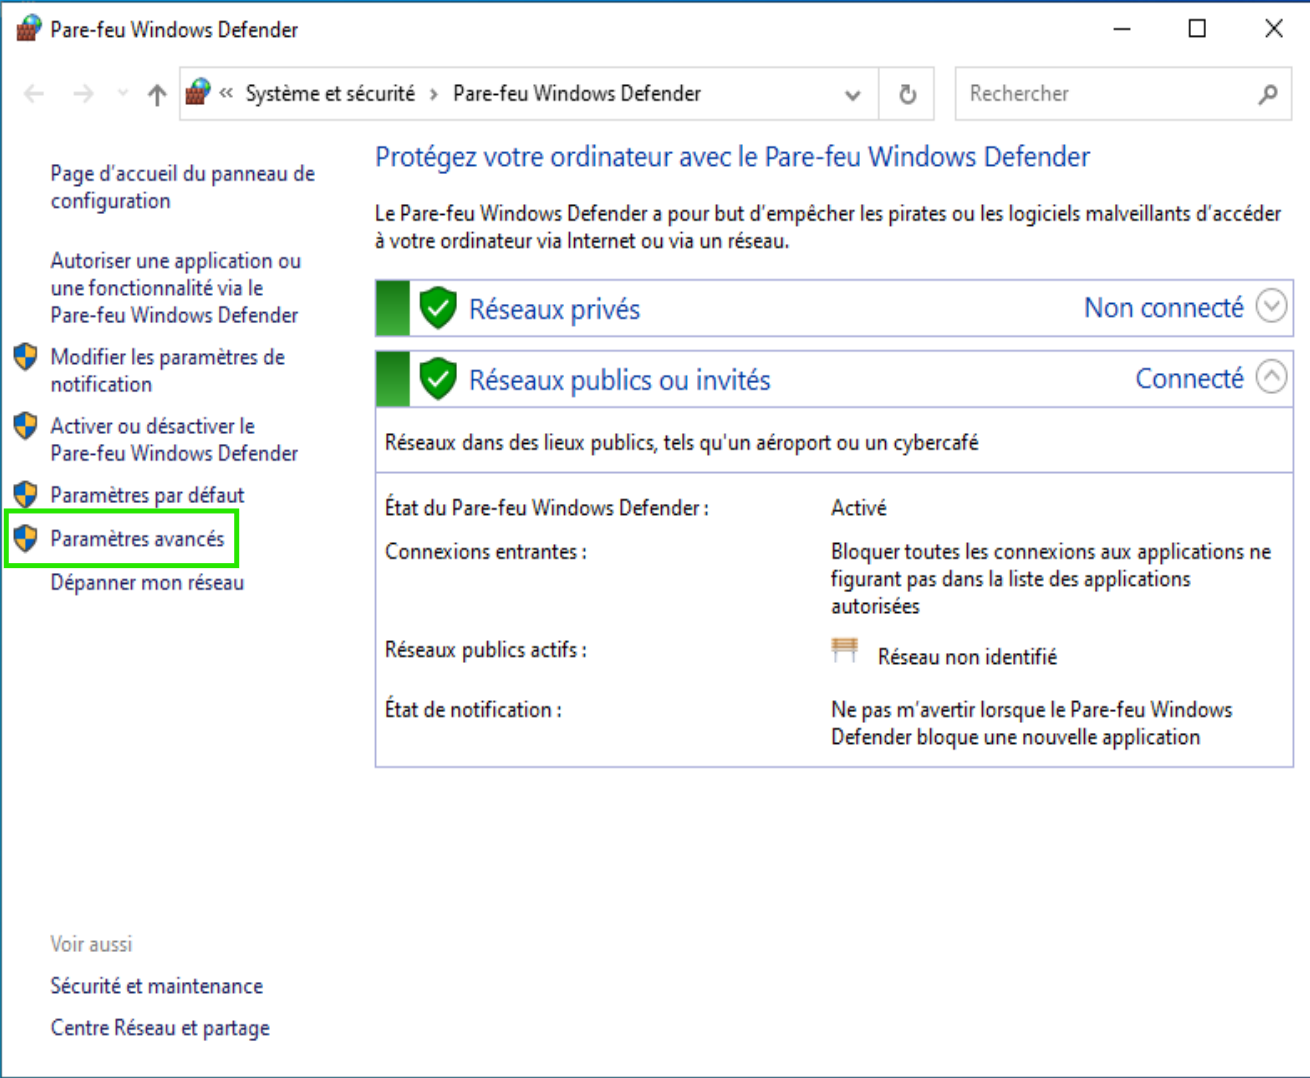 Pare-feu Windows Defender
« Système et sécurité > Pare-feu Windows Defender
Rechercher
Page d'accueil du panneau de
configuration
Autoriser une application ou
une fonctionnalité via le
Pare-feu Windows Defender
Modifier les paramètres de
notification
Activer ou désactiver le
Pare-feu Windows Defender
Paramètres par défaut
Paramètres avancés
Dépanner mon réseau
Voir aussi
Sécurité et maintenance
Centre Réseau et partage
Protégez votre ordinateur avec le Pare-feu Windows Defender
Le Pare-feu Windows Defender a pour but d'empêcher les pirates ou les logiciels malveillants d'accéder
à votre ordinateur via Internet ou via un réseau.
Réseaux privés Non connecté
Réseaux publics ou invités Connecté
Réseaux dans des lieux publics, tels qu'un aéroport ou un cybercafé
État du Pare-feu Windows Defender : Activé
Connexions entrantes : Bloquer toutes les connexions aux applications ne
figurant pas dans la liste des applications
autorisées
Réseaux publics actifs : Réseau non identifié
État de notification : Ne pas m'avertir lorsque le Pare-feu Windows
Defender bloque une nouvelle application